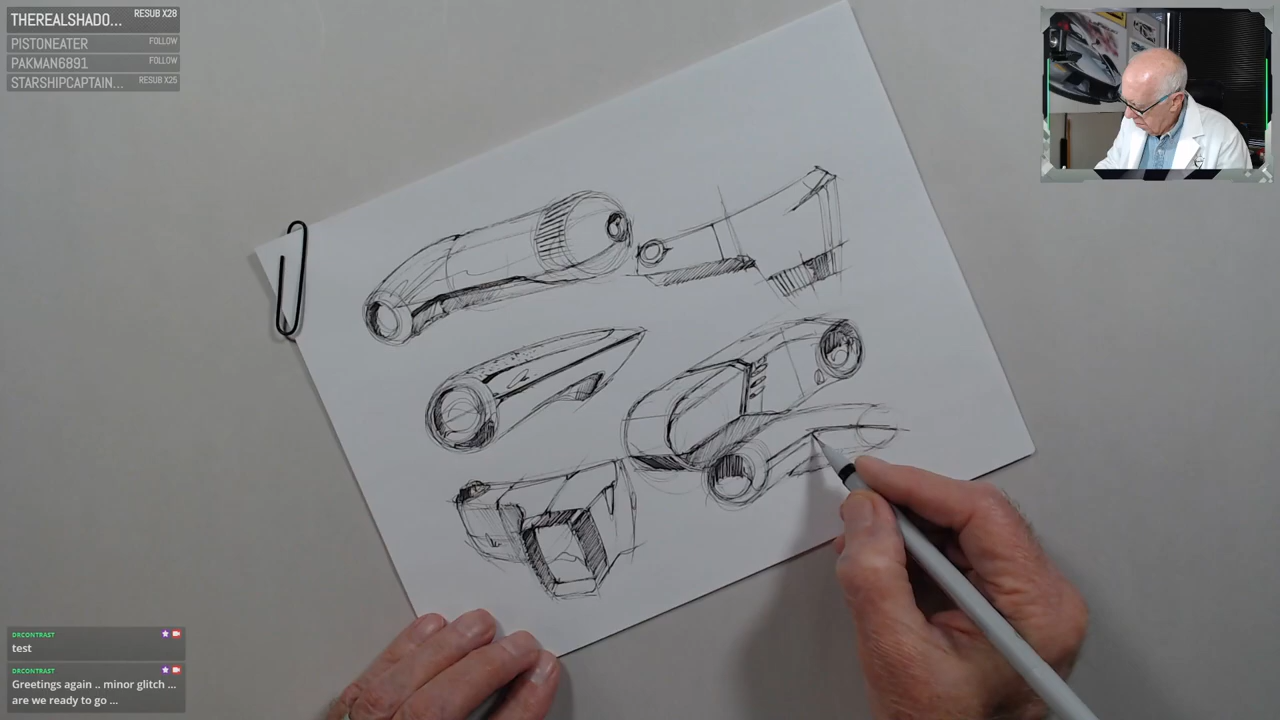 THEREALSHADO... RESUB X28
PISTONEATER FOLLOW
PAKMAN6891 FOLLOW
STARSHIPCAPTAIN... RESUB X25
DRCONTRAST
test
DRCONTRAST
Greetings again .. minor glitch ...
are we ready to go ...